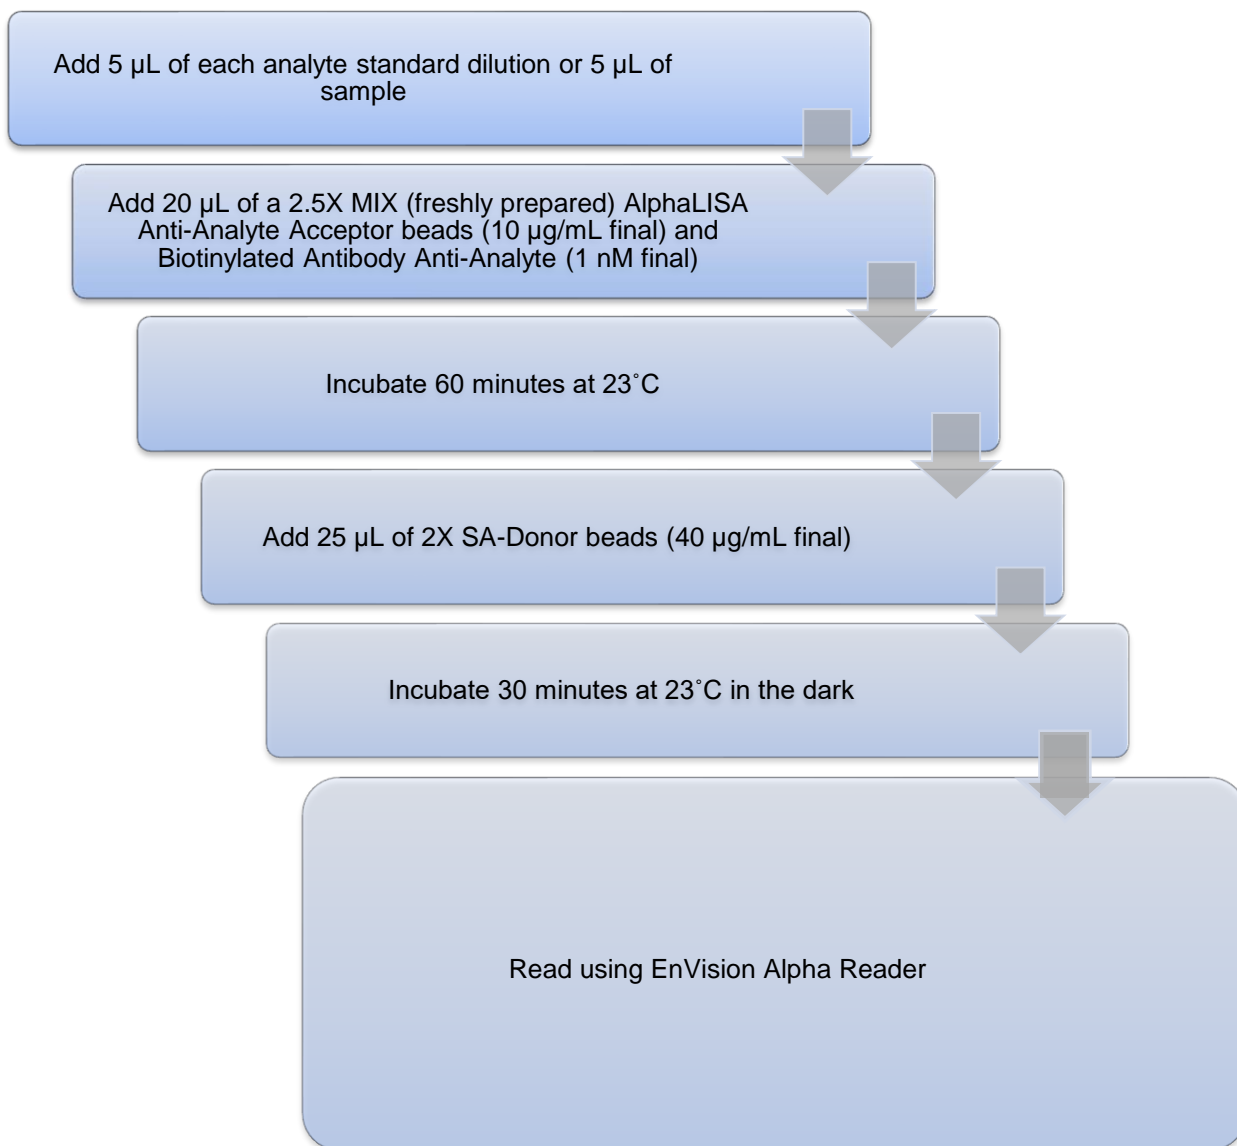 Add 5 µL of each analyte standard dilution or 5 µL of
sample
Add 20 µL of a 2.5X MIX (freshly prepared) AlphaLISA
Anti-Analyte Acceptor beads (10 µg/mL final) and
Biotinylated Antibody Anti-Analyte (1 nM final)
Incubate 60 minutes at 23˚C
Add 25 µL of 2X SA-Donor beads (40 µg/mL final)
Incubate 30 minutes at 23˚C in the dark
Read using EnVision Alpha Reader